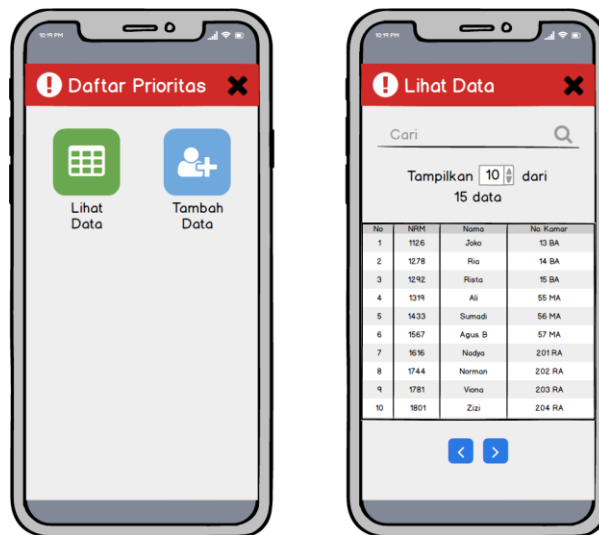 10:19 PM
Daftar Prioritas
Lihat
Data
Tambah
Data
10:19 PM
Lihat Data
Cari
Tampilkan 10 dari
15 data
No NRM Nama No. Kamar
1 1126 Joko 13 BA
2 1278 Ria 14 BA
3 1292 Rista 15 BA
4 1319 Ali 55 MA
5 1433 Sumadi 56 MA
6 1567 Agus. B 57 MA
7 1616 Nadya 201 RA
8 1744 Norman 202 RA
9 1781 Viona 203 RA
10 1801 Zizi 204 RA